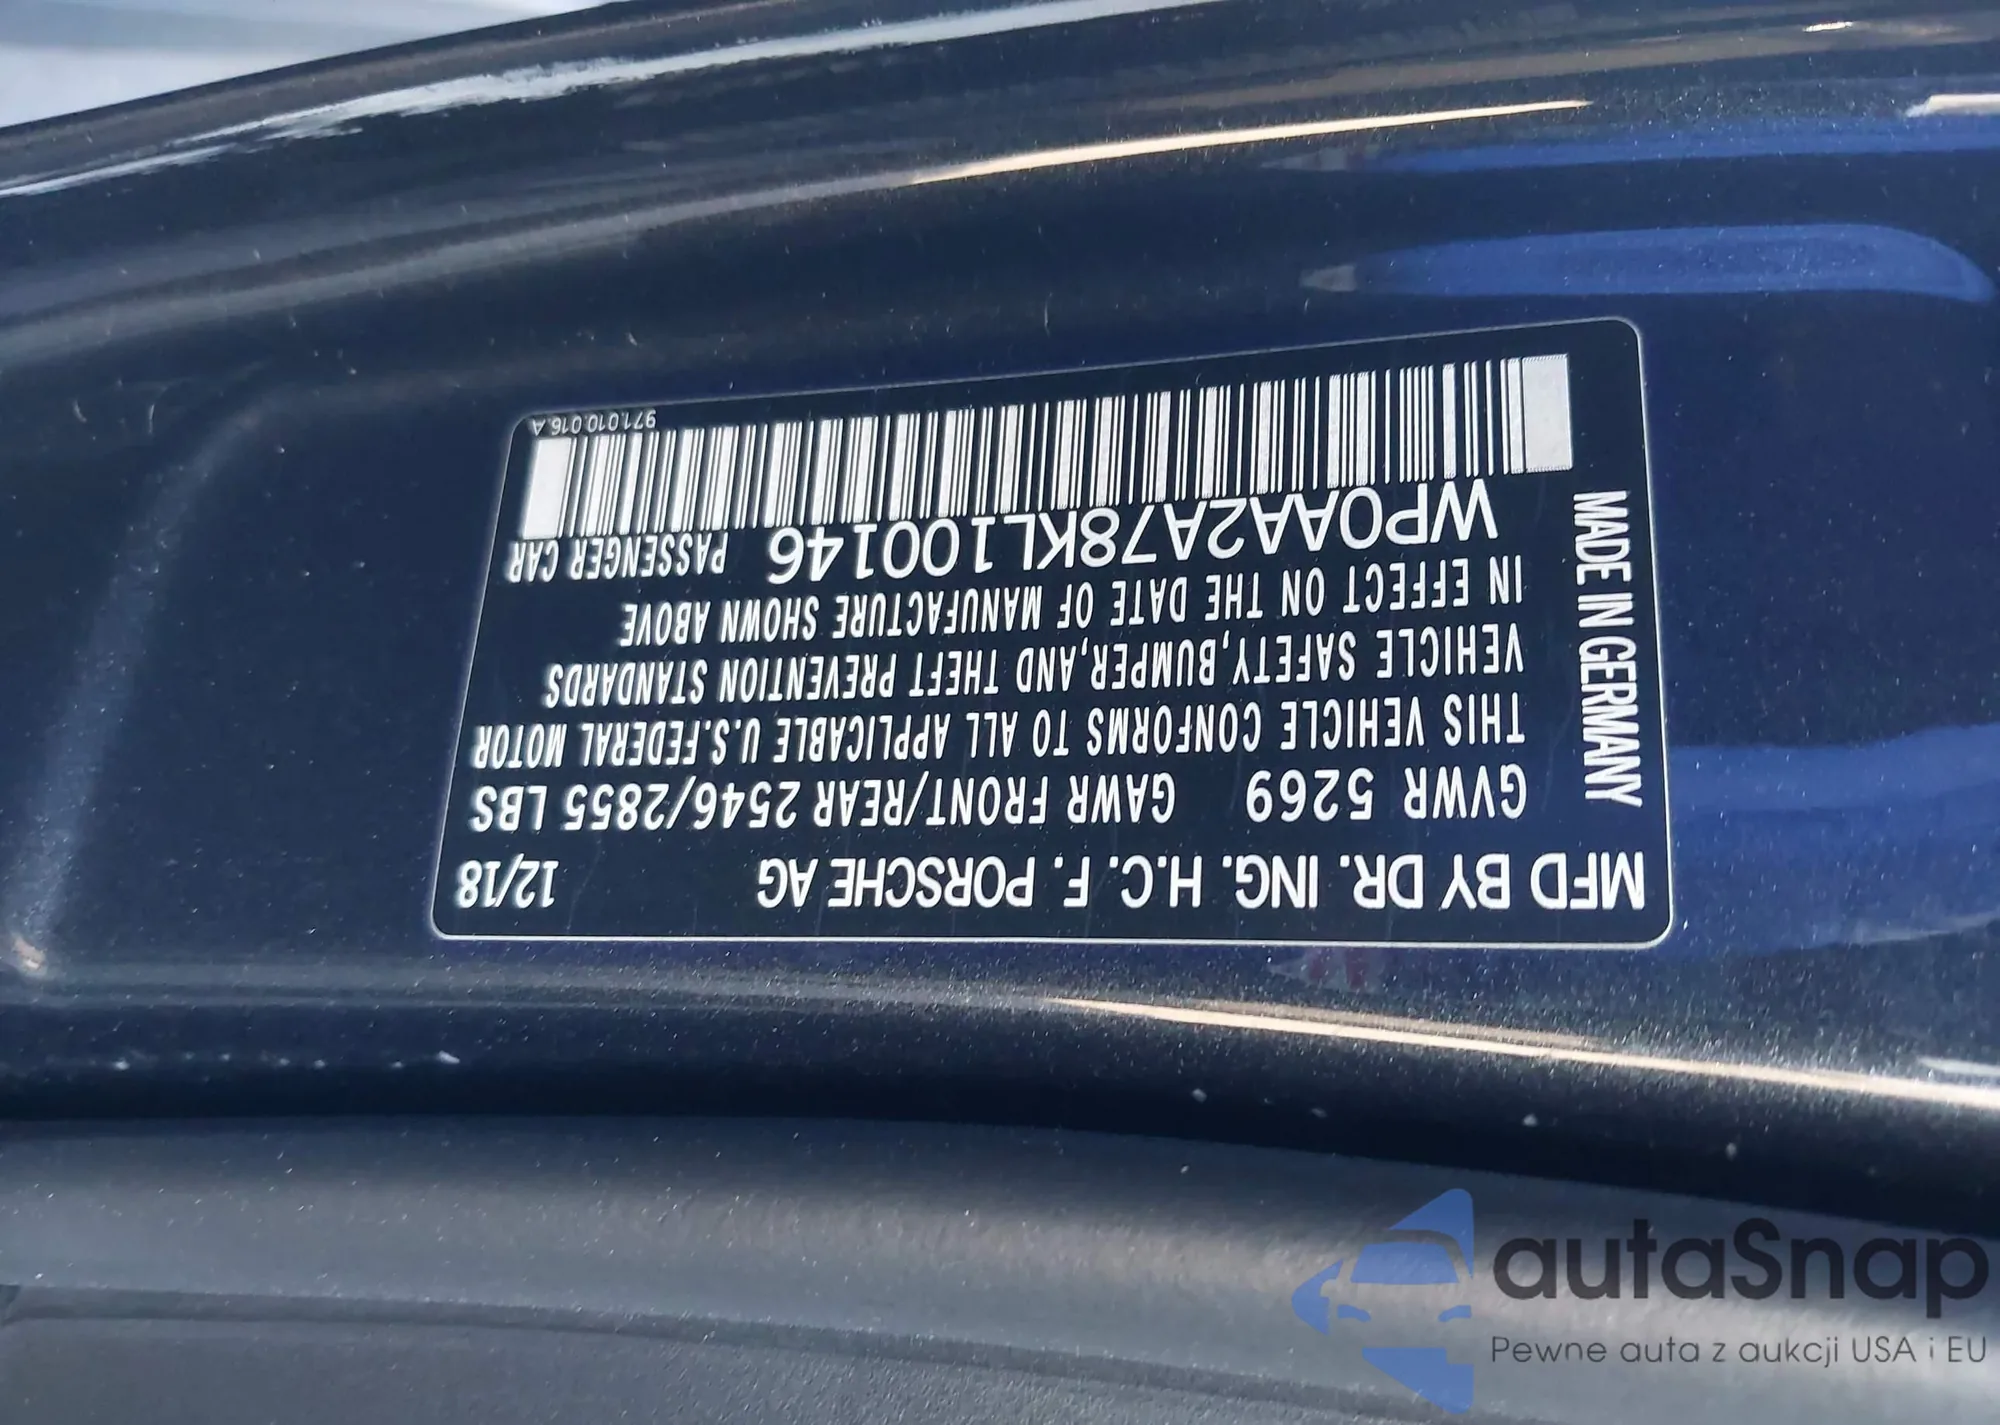 MFD BY DR. ING. H.C. F. PORSCHE AG 12/18
GVWR 5269 GAWR FRONT/REAR 2546/2855 LBS
THIS VEHICLE CONFORMS TO ALL APPLICABLE U.S.FEDERAL MOTOR
VEHICLE SAFETY,BUMPER,AND THEFT PREVENTION STANDARDS
IN EFFECT ON THE DATE OF MANUFACTURE SHOWN ABOVE
WP0AA2A78KL100146 PASSENGER CAR
MADE IN GERMANY
971.010.016.A
autaSnap
Pewne auta z aukcji USA i EU